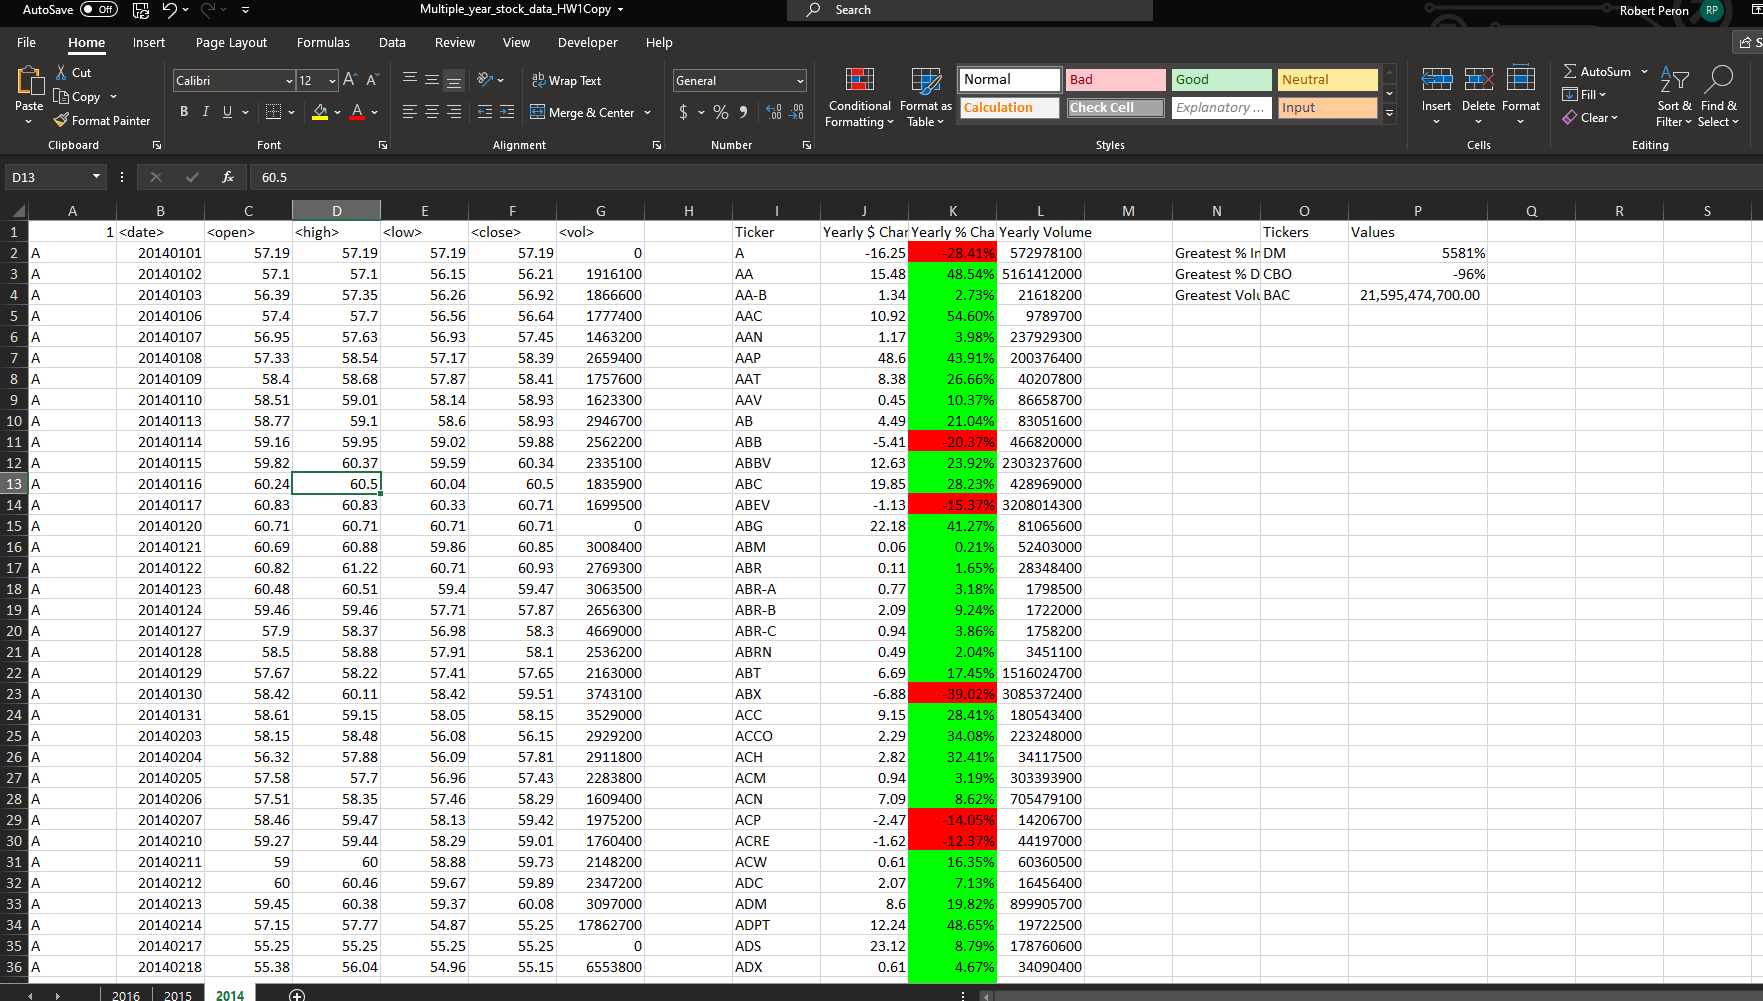 AutoSave Off Multiple_year_stock_data_HW1Copy Search Robert Peron RP
File Home Insert Page Layout Formulas Data Review View Developer Help S
Paste Cut Copy Format Painter
Calibri 12 A A B I U A
ab Wrap Text Merge & Center
General $ % 9
Conditional Formatting Format as Table
Normal Bad Good Neutral
Calculation Check Cell Explanatory ... Input
Insert Delete Format
AutoSum Fill Clear Sort & Filter Find & Select
Clipboard Font Alignment Number Styles Cells Editing
D13 fx 60.5
A B C D E F G H I J K L M N O P Q R S
1 1 <date> <open> <high> <low> <close> <vol> Ticker Yearly $ Char Yearly % Cha Yearly Volume Tickers Values
2 A 20140101 57.19 57.19 57.19 57.19 0 A -16.25 -28.41% 572978100 Greatest % In DM 5581%
3 A 20140102 57.1 57.1 56.15 56.21 1916100 AA 15.48 48.54% 5161412000 Greatest % D CBO -96%
4 A 20140103 56.39 57.35 56.26 56.92 1866600 AA-B 1.34 2.73% 21618200 Greatest Volu BAC 21,595,474,700.00
5 A 20140106 57.4 57.7 56.56 56.64 1777400 AAC 10.92 54.60% 9789700
6 A 20140107 56.95 57.63 56.93 57.45 1463200 AAN 1.17 3.98% 237929300
7 A 20140108 57.33 58.54 57.17 58.39 2659400 AAP 48.6 43.91% 200376400
8 A 20140109 58.4 58.68 57.87 58.41 1757600 AAT 8.38 26.66% 40207800
9 A 20140110 58.51 59.01 58.14 58.93 1623300 AAV 0.45 10.37% 86658700
10 A 20140113 58.77 59.1 58.6 58.93 2946700 AB 4.49 21.04% 83051600
11 A 20140114 59.16 59.95 59.02 59.88 2562200 ABB -5.41 -20.37% 466820000
12 A 20140115 59.82 60.37 59.59 60.34 2335100 ABBV 12.63 23.92% 2303237600
13 A 20140116 60.24 60.5 60.04 60.5 1835900 ABC 19.85 28.23% 428969000
14 A 20140117 60.83 60.83 60.33 60.71 1699500 ABEV -1.13 -15.37% 3208014300
15 A 20140120 60.71 60.71 60.71 60.71 0 ABG 22.18 41.27% 81065600
16 A 20140121 60.69 60.88 59.86 60.85 3008400 ABM 0.06 0.21% 52403000
17 A 20140122 60.82 61.22 60.71 60.93 2769300 ABR 0.11 1.65% 28348400
18 A 20140123 60.48 60.51 59.4 59.47 3063500 ABR-A 0.77 3.18% 1798500
19 A 20140124 59.46 59.46 57.71 57.87 2656300 ABR-B 2.09 9.24% 1722000
20 A 20140127 57.9 58.37 56.98 58.3 4669000 ABR-C 0.94 3.86% 1758200
21 A 20140128 58.5 58.88 57.91 58.1 2536200 ABRN 0.49 2.04% 3451100
22 A 20140129 57.67 58.22 57.41 57.65 2163000 ABT 6.69 17.45% 1516024700
23 A 20140130 58.42 60.11 58.42 59.51 3743100 ABX -6.88 -39.02% 3085372400
24 A 20140131 58.61 59.15 58.05 58.15 3529000 ACC 9.15 28.41% 180543400
25 A 20140203 58.15 58.48 56.08 56.15 2929200 ACCO 2.29 34.08% 223248000
26 A 20140204 56.32 57.88 56.09 57.81 2911800 ACH 2.82 32.41% 34117500
27 A 20140205 57.58 57.7 56.96 57.43 2283800 ACM 0.94 3.19% 303393900
28 A 20140206 57.51 58.35 57.46 58.29 1609400 ACN 7.09 8.62% 705479100
29 A 20140207 58.46 59.47 58.13 59.42 1975200 ACP -2.47 -14.05% 14206700
30 A 20140210 59.27 59.44 58.29 59.01 1760400 ACRE -1.62 -12.37% 44197000
31 A 20140211 59 60 58.88 59.73 2148200 ACW 0.61 16.35% 60360500
32 A 20140212 60 60.46 59.67 59.89 2347200 ADC 2.07 7.13% 16456400
33 A 20140213 59.45 60.38 59.37 60.08 3097000 ADM 8.6 19.82% 899905700
34 A 20140214 57.15 57.77 54.87 55.25 17862700 ADPT 12.24 48.65% 19722500
35 A 20140217 55.25 55.25 55.25 55.25 0 ADS 23.12 8.79% 178760600
36 A 20140218 55.38 56.04 54.96 55.15 6553800 ADX 0.61 4.67% 34090400
2016 2015 2014